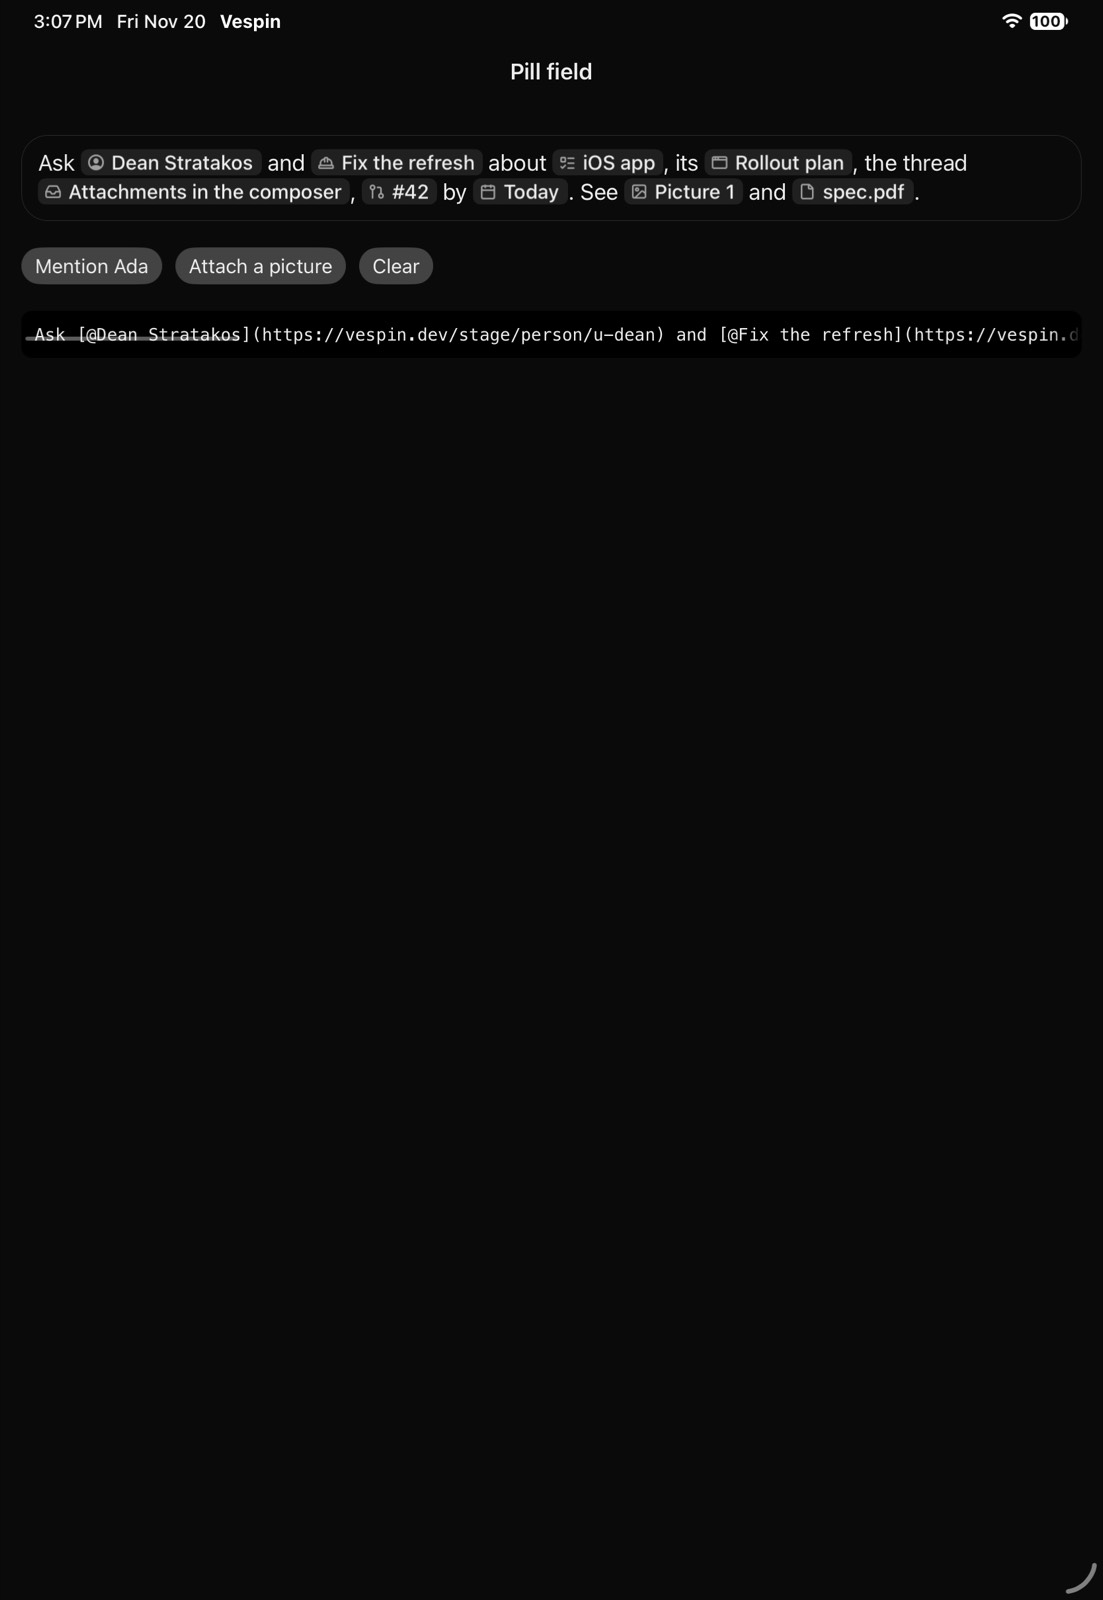 3:07 PM Fri Nov 20 Vespin 100
Pill field
Ask Dean Stratakos and Fix the refresh about iOS app, its Rollout plan, the thread
Attachments in the composer, #42 by Today. See Picture 1 and spec.pdf.
Mention Ada Attach a picture Clear
Ask [@Dean Stratakos](https://vespin.dev/stage/person/u-dean) and [@Fix the refresh](https://vespin.d